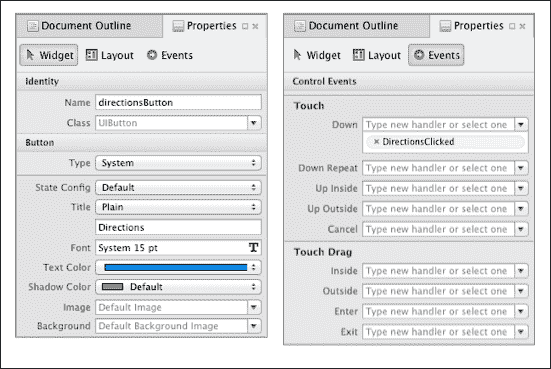 Document Outline
Properties
Widget
Layout
Events
Identity
Name directionsButton
Class UIButton
Button
Type System
State Config Default
Title Plain
Directions
Font System 15 pt T
Text Color
Shadow Color Default
Image Default Image
Background Default Background Image
Document Outline
Properties
Widget
Layout
Events
Control Events
Touch
Down Type new handler or select one
× DirectionsClicked
Down Repeat Type new handler or select one
Up Inside Type new handler or select one
Up Outside Type new handler or select one
Cancel Type new handler or select one
Touch Drag
Inside Type new handler or select one
Outside Type new handler or select one
Enter Type new handler or select one
Exit Type new handler or select one